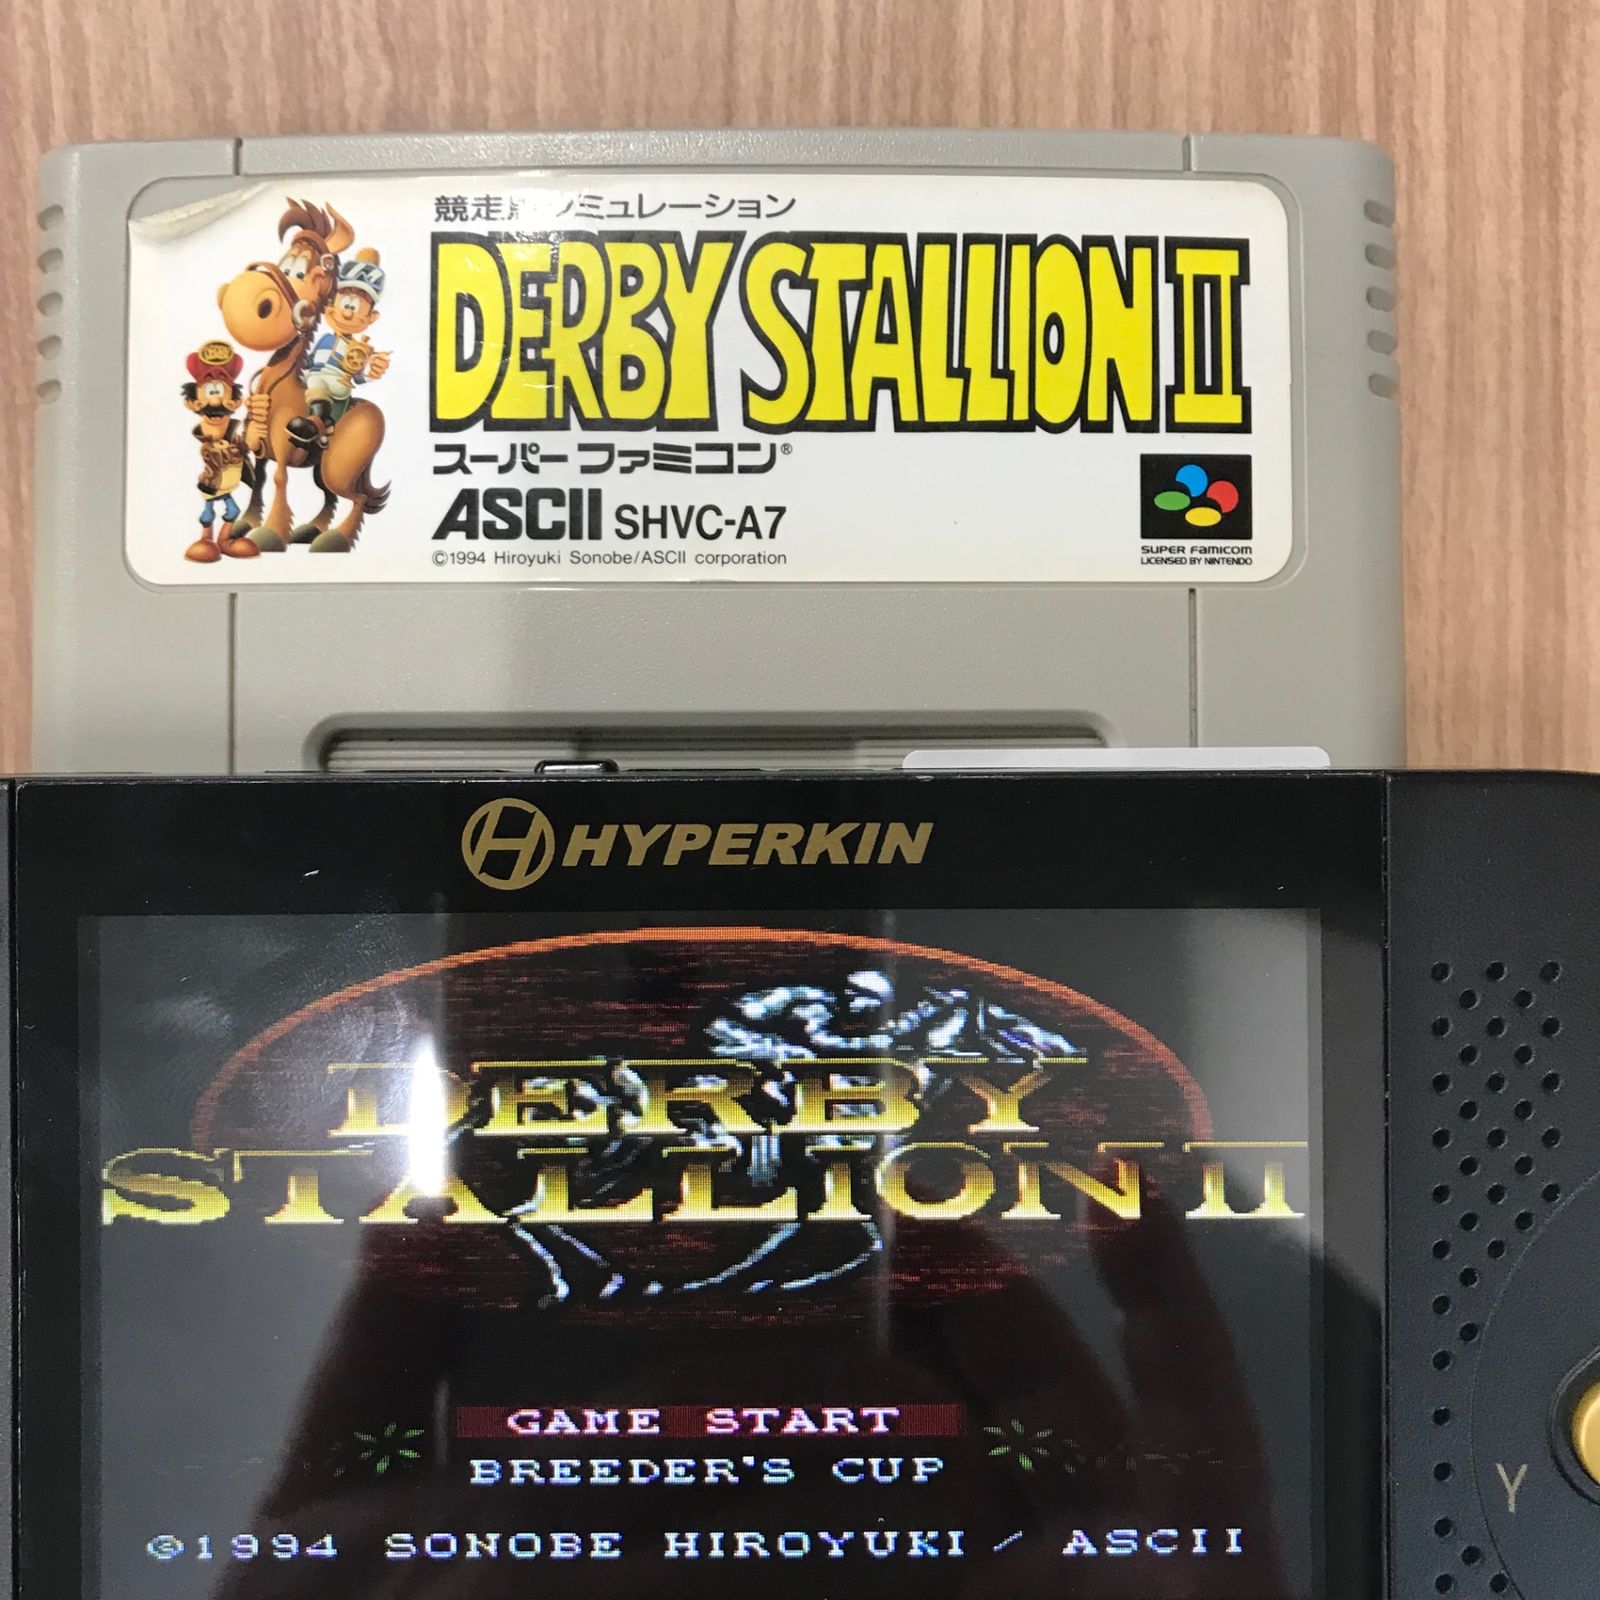 競走馬シミュレーション
DERBY STALLION II
スーパーファミコン®
ASCII SHVC-A7
©1994 Hiroyuki Sonobe/ASCII corporation
SUPER FAMICOM
LICENSED BY NINTENDO
HYPERKIN
DERBY
STALLION II
GAME START
BREEDER'S CUP
©1994 SONOBE HIROYUKI / ASCII
Y